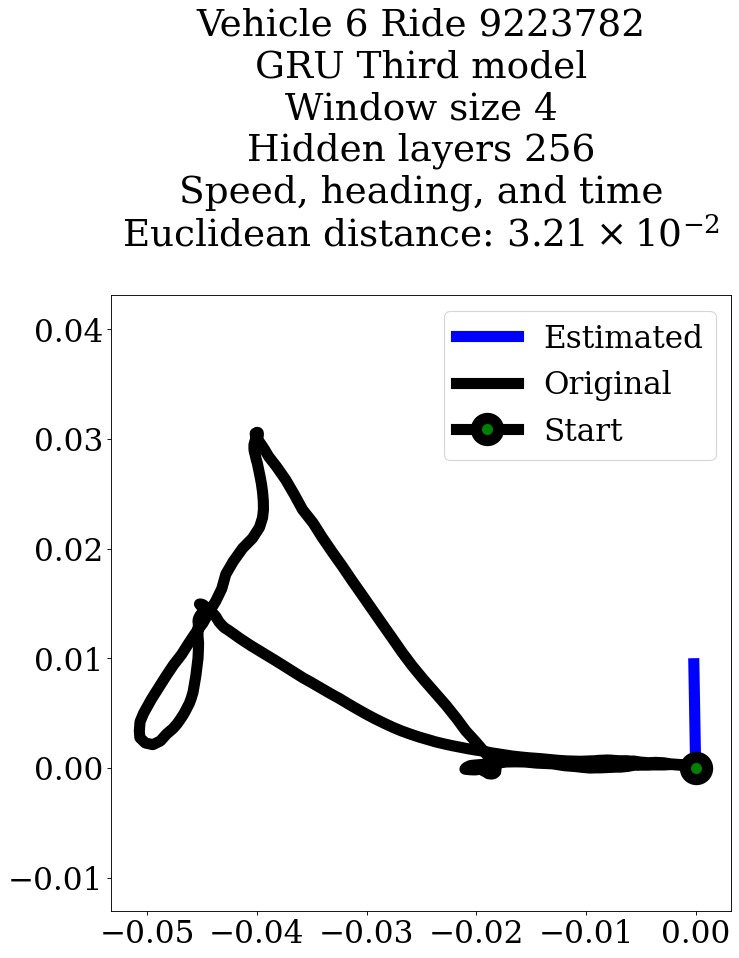 Vehicle 6 Ride 9223782
GRU Third model
Window size 4
Hidden layers 256
Speed, heading, and time
Euclidean distance: 3.21 × 10⁻²
Estimated
Original
Start
0.04
0.03
0.02
0.01
0.00
−0.01
−0.05 −0.04 −0.03 −0.02 −0.01 0.00